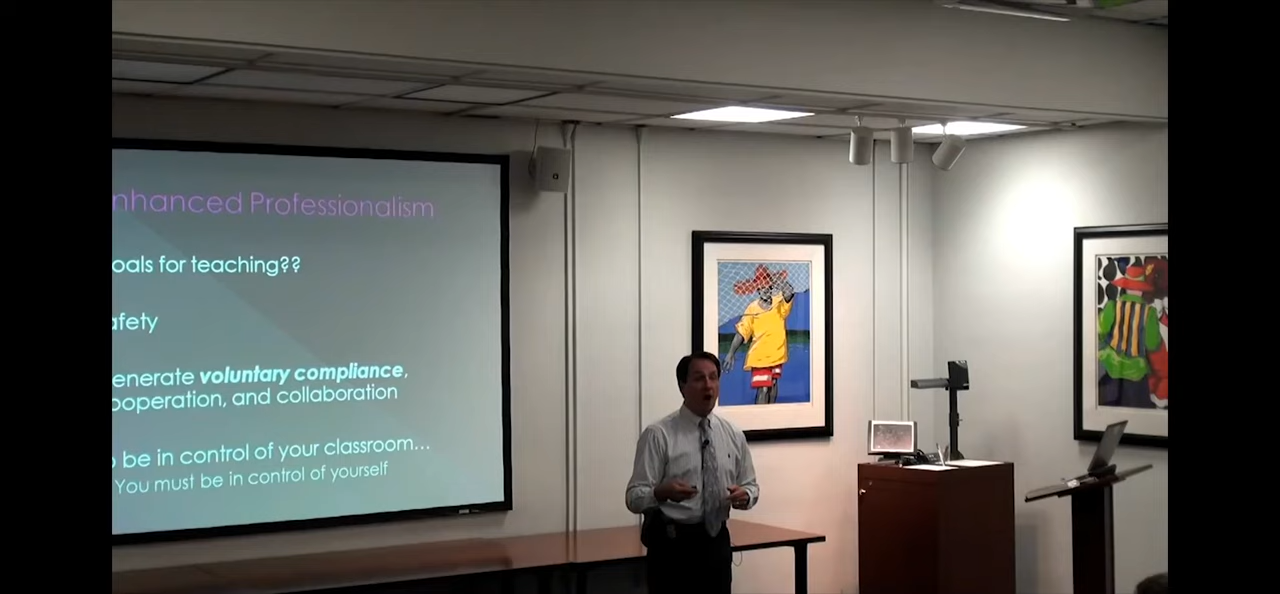 nhanced Professionalism
oals for teaching??
afety
enerate voluntary compliance,
ooperation, and collaboration
o be in control of your classroom...
You must be in control of yourself